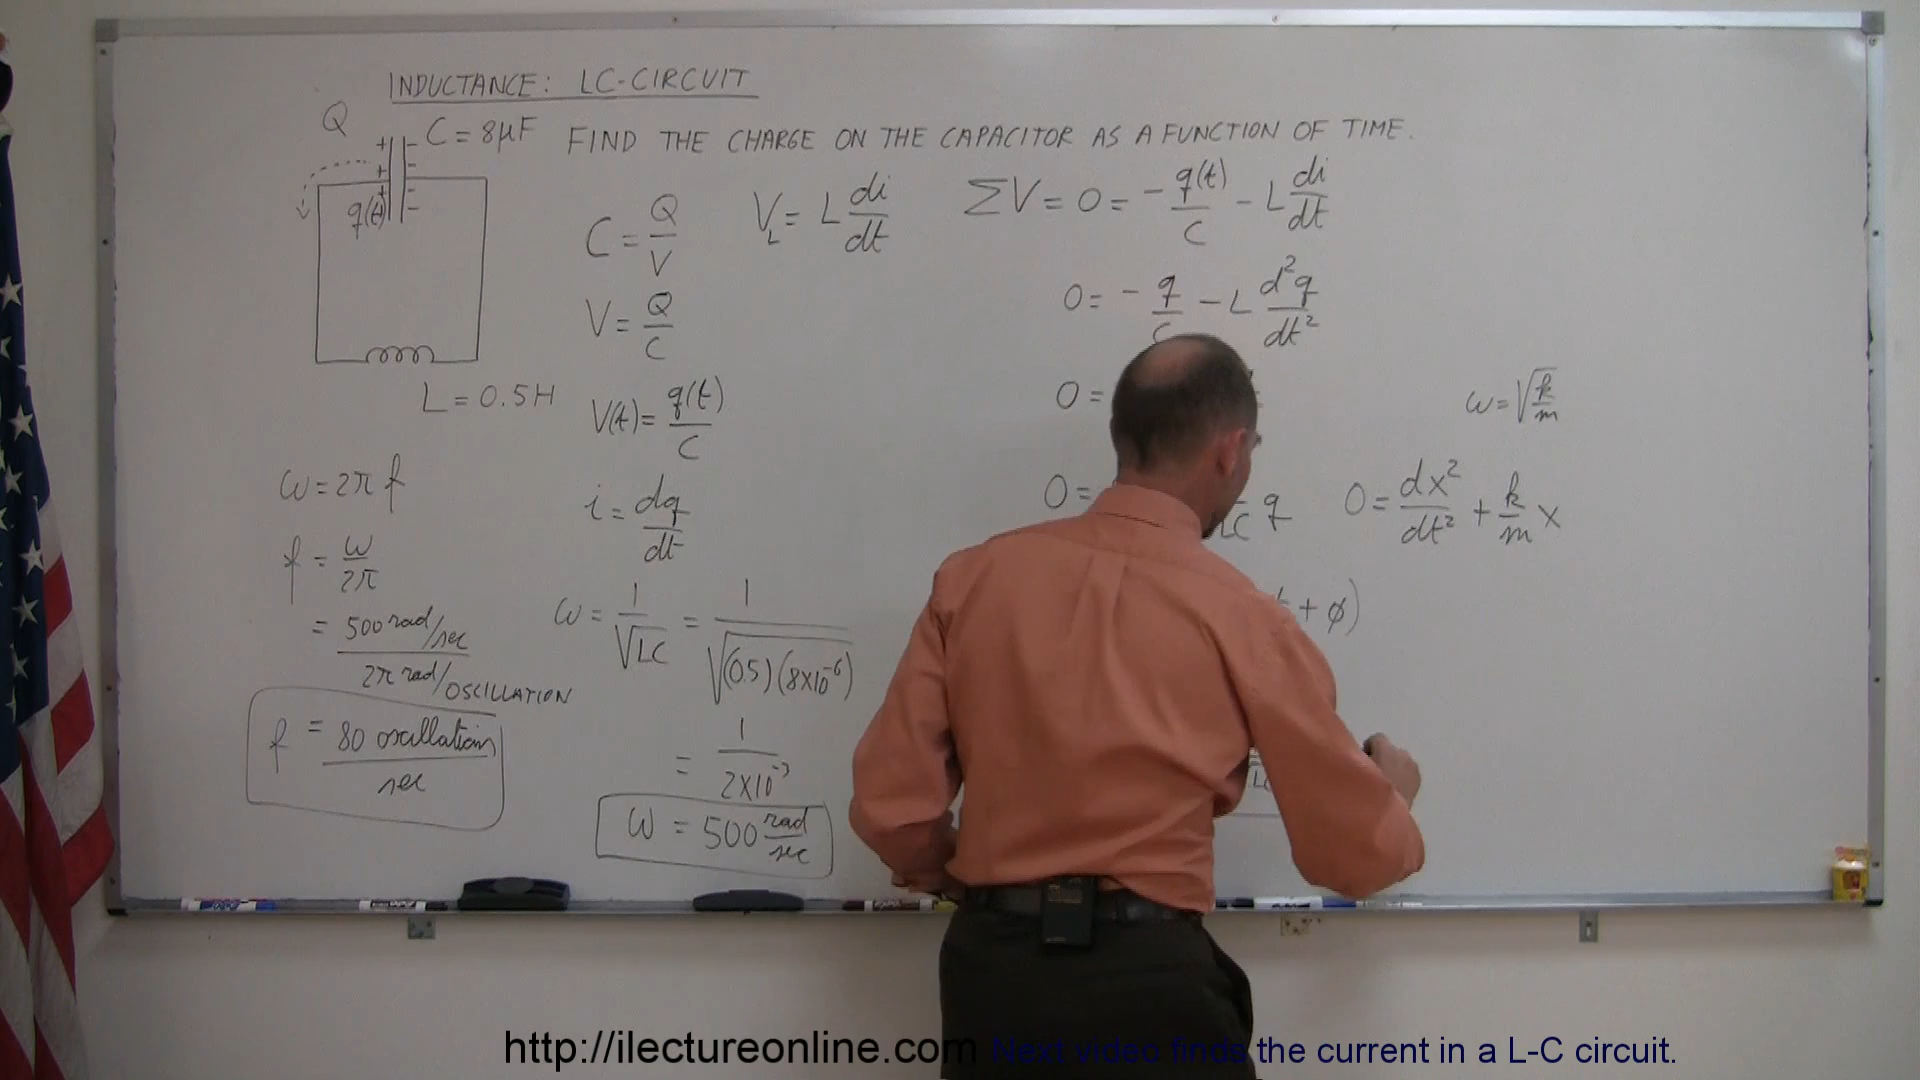 INDUCTANCE: LC-CIRCUIT
Q
C = 8μF
FIND THE CHARGE ON THE CAPACITOR AS A FUNCTION OF TIME.
q(t)
L = 0.5H
ω = 2π f
f = ω/2π
= 500 rad/sec / 2π rad/OSCILLATION
f = 80 oscillations/sec
C = Q/V
V = Q/C
V(t) = q(t)/C
i = dq/dt
ω = 1/√LC = 1/√(0.5)(8×10⁻⁶)
= 1/2×10⁻³
ω = 500 rad/sec
V_L = L di/dt
ΣV = 0 = - q(t)/C - L di/dt
0 = - q/C - L d²q/dt²
0 =
0 = LC q
+ φ)
ω = √k/m
0 = dx²/dt² + k/m x
http://ilectureonline.com
Next video finds the current in a L-C circuit.